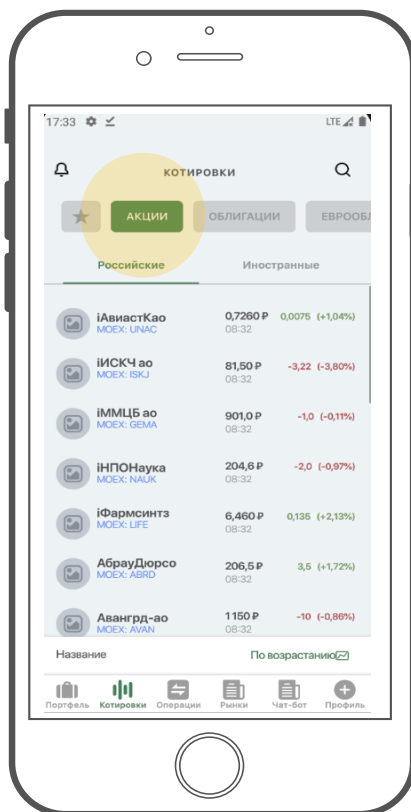 17:33 LTE
КОТИРОВКИ
АКЦИИ ОБЛИГАЦИИ ЕВРООБЛ
Российские Иностранные
iАвиастКао 0,7260 ₽ 0,0075 (+1,04%)
MOEX: UNAC 08:32
iИСКЧ ао 81,50 ₽ -3,22 (-3,80%)
MOEX: ISKJ 08:32
iММЦБ ао 901,0 ₽ -1,0 (-0,11%)
MOEX: GEMA 08:32
iНПОНаука 204,6 ₽ -2,0 (-0,97%)
MOEX: NAUK 08:32
iФармсинтз 6,460 ₽ 0,135 (+2,13%)
MOEX: LIFE 08:32
АбрауДюрсо 206,5 ₽ 3,5 (+1,72%)
MOEX: ABRD 08:32
Авангрд-ао 1150 ₽ -10 (-0,86%)
MOEX: AVAN 08:32
Название По возрастанию
Портфель Котировки Операции Рынки Чат-бот Профиль